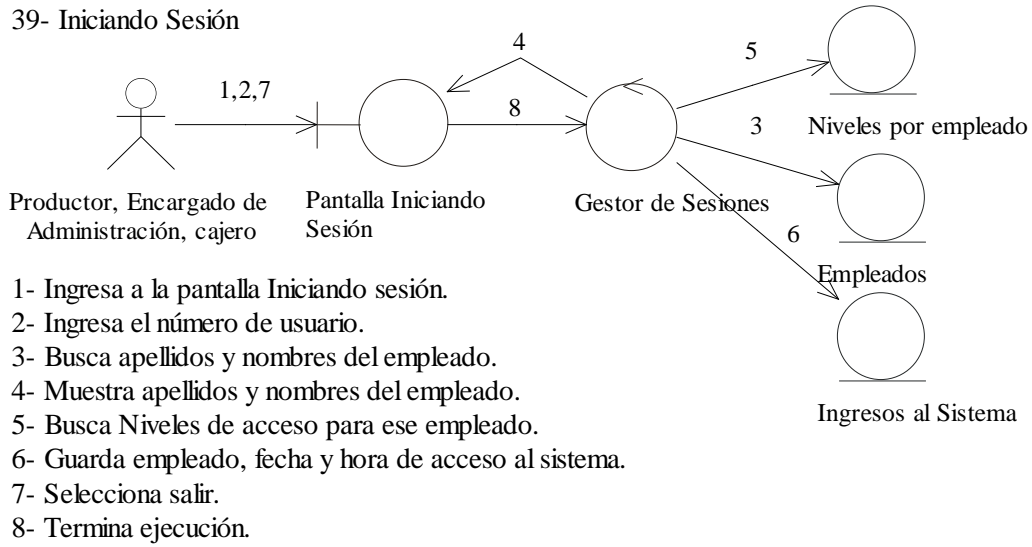 39- Iniciando Sesión
4
5
1,2,7
8
3
Niveles por empleado
Productor, Encargado de
Administración, cajero
Pantalla Iniciando
Sesión
Gestor de Sesiones
6
Empleados
1- Ingresa a la pantalla Iniciando sesión.
2- Ingresa el número de usuario.
3- Busca apellidos y nombres del empleado.
4- Muestra apellidos y nombres del empleado.
5- Busca Niveles de acceso para ese empleado.
6- Guarda empleado, fecha y hora de acceso al sistema.
7- Selecciona salir.
8- Termina ejecución.
Ingresos al Sistema